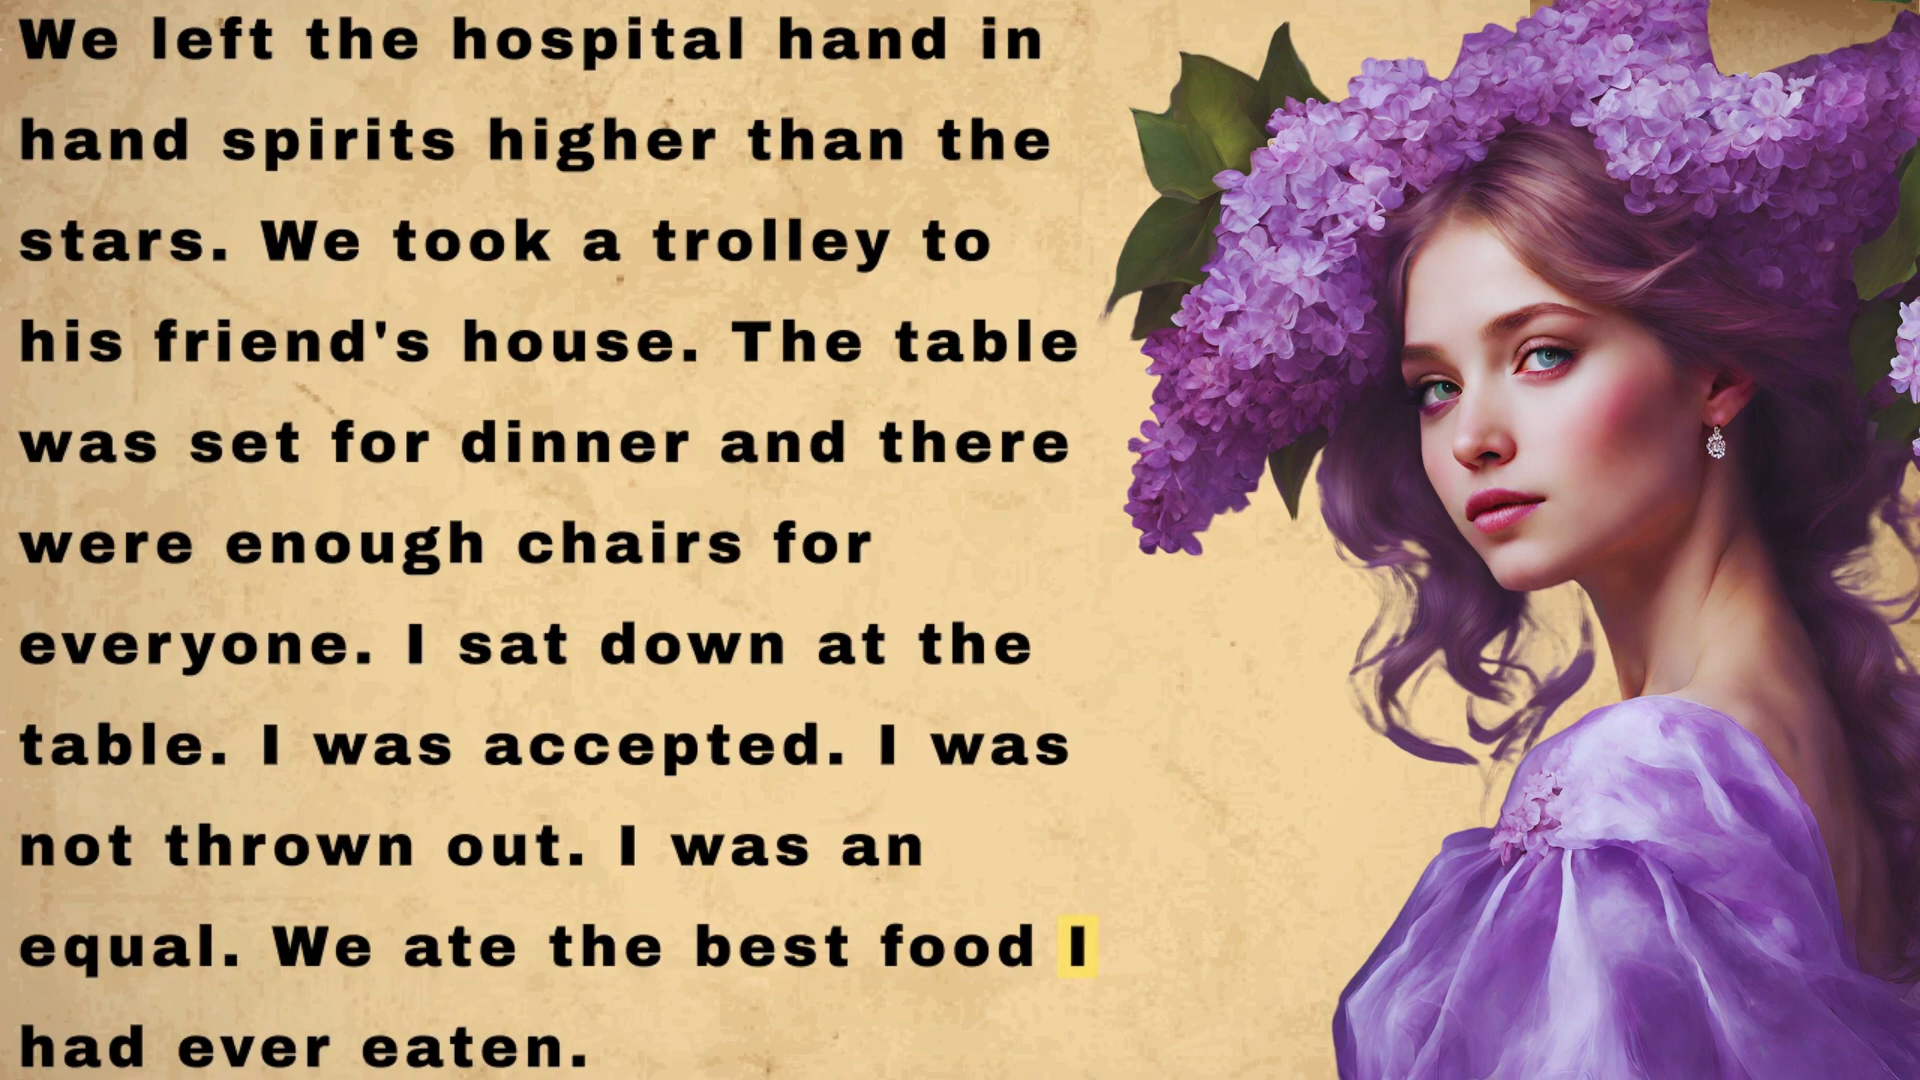 We left the hospital hand in
hand spirits higher than the
stars. We took a trolley to
his friend's house. The table
was set for dinner and there
were enough chairs for
everyone. I sat down at the
table. I was accepted. I was
not thrown out. I was an
equal. We ate the best food I
had ever eaten.